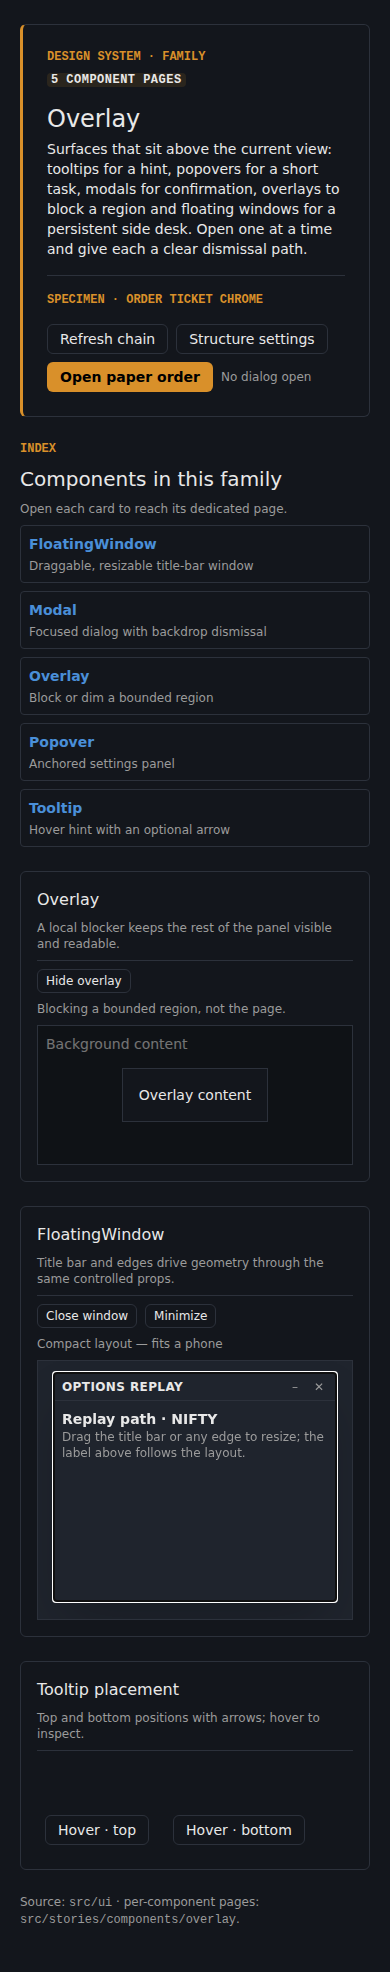 DESIGN SYSTEM · FAMILY
5 COMPONENT PAGES
Overlay
Surfaces that sit above the current view:
tooltips for a hint, popovers for a short
task, modals for confirmation, overlays to
block a region and floating windows for a
persistent side desk. Open one at a time
and give each a clear dismissal path.
SPECIMEN · ORDER TICKET CHROME
Refresh chain
Structure settings
Open paper order
No dialog open
INDEX
Components in this family
Open each card to reach its dedicated page.
FloatingWindow
Draggable, resizable title-bar window
Modal
Focused dialog with backdrop dismissal
Overlay
Block or dim a bounded region
Popover
Anchored settings panel
Tooltip
Hover hint with an optional arrow
Overlay
A local blocker keeps the rest of the panel visible
and readable.
Hide overlay
Blocking a bounded region, not the page.
Background content
Overlay content
FloatingWindow
Title bar and edges drive geometry through the
same controlled props.
Close window
Minimize
Compact layout — fits a phone
OPTIONS REPLAY – ×
Replay path · NIFTY
Drag the title bar or any edge to resize; the
label above follows the layout.
Tooltip placement
Top and bottom positions with arrows; hover to
inspect.
Hover · top
Hover · bottom
Source: src/ui · per-component pages:
src/stories/components/overlay.